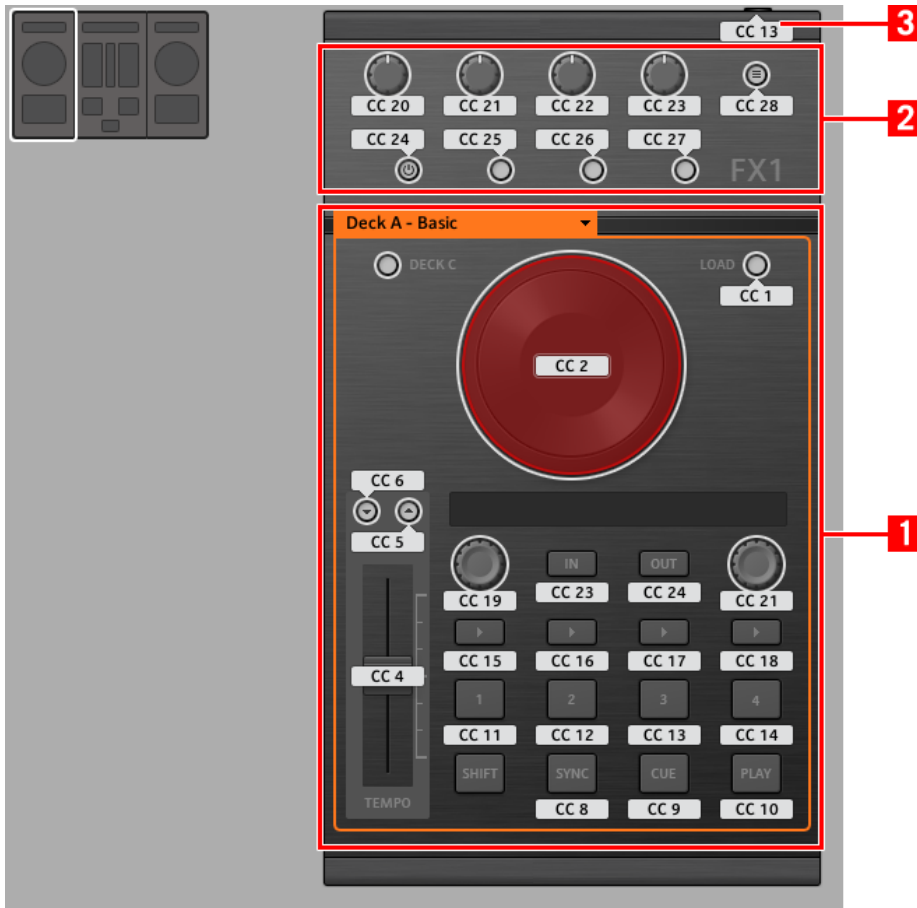 CC 13
3
CC 20 CC 21 CC 22 CC 23 CC 28
2
CC 24 CC 25 CC 26 CC 27
FX1
Deck A - Basic
DECK C LOAD
CC 1
CC 2
CC 6
1
CC 5
IN OUT
CC 19 CC 23 CC 24 CC 21
CC 15 CC 16 CC 17 CC 18
CC 4
1 2 3 4
CC 11 CC 12 CC 13 CC 14
SHIFT SYNC CUE PLAY
TEMPO
CC 8 CC 9 CC 10